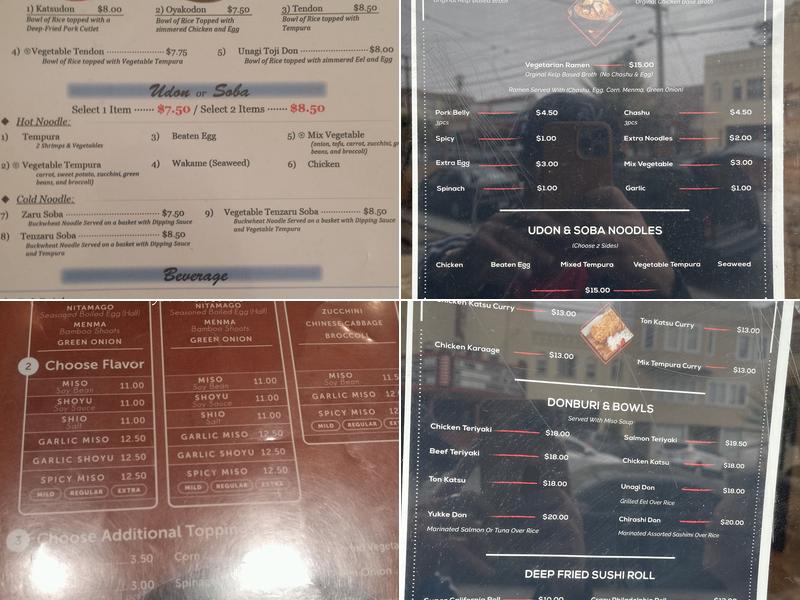 1) Katsudon $8.00
Bowl of Rice topped with a
Deep-Fried Pork Cutlet
2) Oyakodon $7.50
Bowl of Rice Topped with
simmered Chicken and Egg
3) Tendon $8.50
Bowl of Rice topped with
Tempura
4) Vegetable Tendon $7.75
Bowl of Rice topped with Vegetable Tempura
5) Unagi Toji Don $8.00
Bowl of Rice topped with simmered Eel and Egg
Udon or Soba
Select 1 Item ······ $7.50 / Select 2 Items ······· $8.50
Hot Noodle:
1) Tempura
2 Shrimps & Vegetables
3) Beaten Egg
5) Mix Vegetable
(onion, tofu, carrot, zucchini, g
beans, and broccoli)
2) Vegetable Tempura
carrot, sweet potato, zucchini, green
beans, and broccoli)
4) Wakame (Seaweed)
6) Chicken
Cold Noodle:
7) Zaru Soba $7.50
Buckwheat Noodle Served on a basket with Dipping Sauce
9) Vegetable Tenzaru Soba $8.50
Buckwheat Noodle Served on a basket with Dipping Sauce
and Vegetable Tempura
8) Tenzaru Soba $8.50
Buckwheat Noodle Served on a basket with Dipping Sauce
and Tempura
Beverage
Original Chicken Base Broth
Vegetarian Ramen $15.00
Orginal Kelp Based Broth (No Chashu & Egg)
Ramen Served With (Chashu, Egg, Corn, Menma, Green Onion)
Pork Belly $4.50
3pcs
Chashu $4.50
3pcs
Spicy $1.00
Extra Noodles $2.00
Extra Egg $3.00
Mix Vegetable $3.00
Spinach $1.00
Garlic $1.00
UDON & SOBA NOODLES
(Choose 2 Sides)
Chicken Beaten Egg Mixed Tempura Vegetable Tempura Seaweed
$15.00
NITAMAGO
Seasoned Boiled Egg (Half)
MENMA
Bamboo Shoots
GREEN ONION
2 Choose Flavor
MISO 11.00
Soy Bean
SHOYU 11.00
Soy Sauce
SHIO 11.00
Salt
GARLIC MISO 12.50
GARLIC SHOYU 12.50
SPICY MISO 12.50
MILD REGULAR EXTRA
NITAMAGO
Seasoned Boiled Egg (Half)
MENMA
Bamboo Shoots
GREEN ONION
MISO 11.00
Soy Bean
SHOYU 11.00
Soy Sauce
SHIO 11.00
Salt
GARLIC MISO 12.50
GARLIC SHOYU 12.50
SPICY MISO 12.50
MILD REGULAR EXTRA
ZUCCHINI
CHINESE CABBAGE
BROCCOLI
MISO 11.5
Soy Bean
GARLIC MISO 12
SPICY MISO 12.5
MILD REGULAR EX
3 Choose Additional Toppin
3.50 Corn
3.00 Spina
Chicken Katsu Curry $13.00
Ton Katsu Curry $13.00
Chicken Karaage $13.00
Mix Tempura Curry $13.00
DONBURI & BOWLS
Served With Miso Soup
Chicken Teriyaki $18.00
Salmon Teriyaki $19.50
Beef Teriyaki $18.00
Chicken Katsu $18.00
Ton Katsu $18.00
Unagi Don $18.00
Grilled Eel Over Rice
Yukke Don $20.00
Marinated Salmon Or Tuna Over Rice
Chirashi Don $20.00
Marinated Assorted Sashimi Over Rice
DEEP FRIED SUSHI ROLL